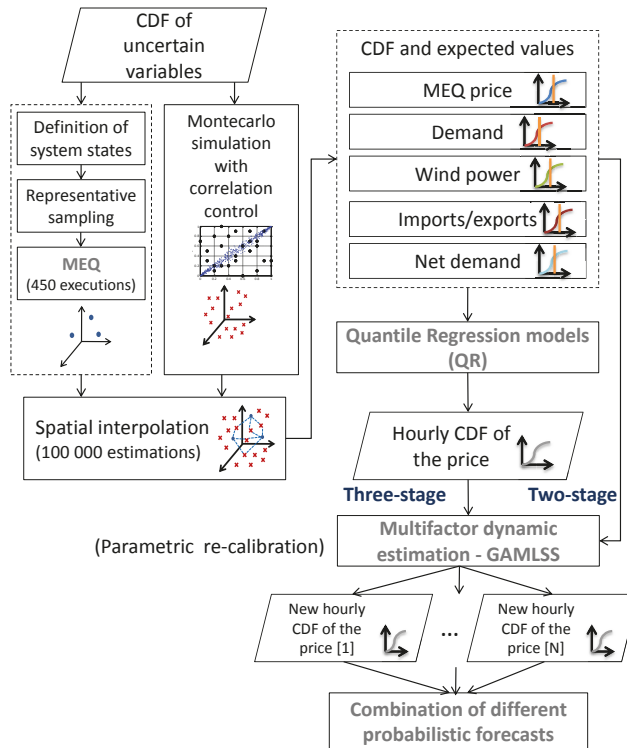 CDF of
uncertain
variables
Definition of
system states
Representative
sampling
MEQ
(450 executions)
Montecarlo
simulation
with
correlation
control
Spatial interpolation
(100 000 estimations)
CDF and expected values
MEQ price
Demand
Wind power
Imports/exports
Net demand
Quantile Regression models
(QR)
Hourly CDF of
the price
Three-stage
Two-stage
(Parametric re-calibration)
Multifactor dynamic
estimation - GAMLSS
New hourly
CDF of the
price [1]
...
New hourly
CDF of the
price [N]
Combination of different
probabilistic forecasts